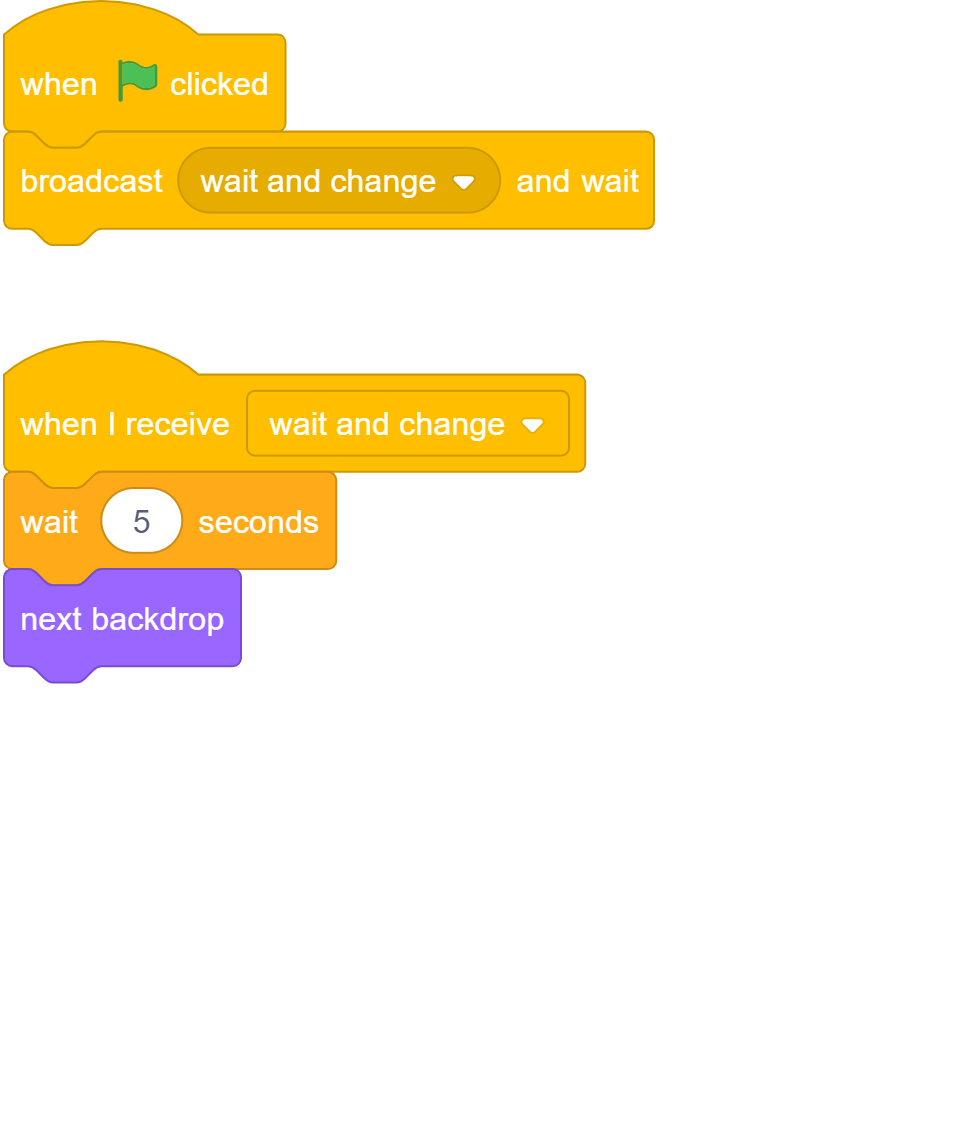 when clicked
broadcast wait and change and wait
when I receive wait and change
wait 5 seconds
next backdrop